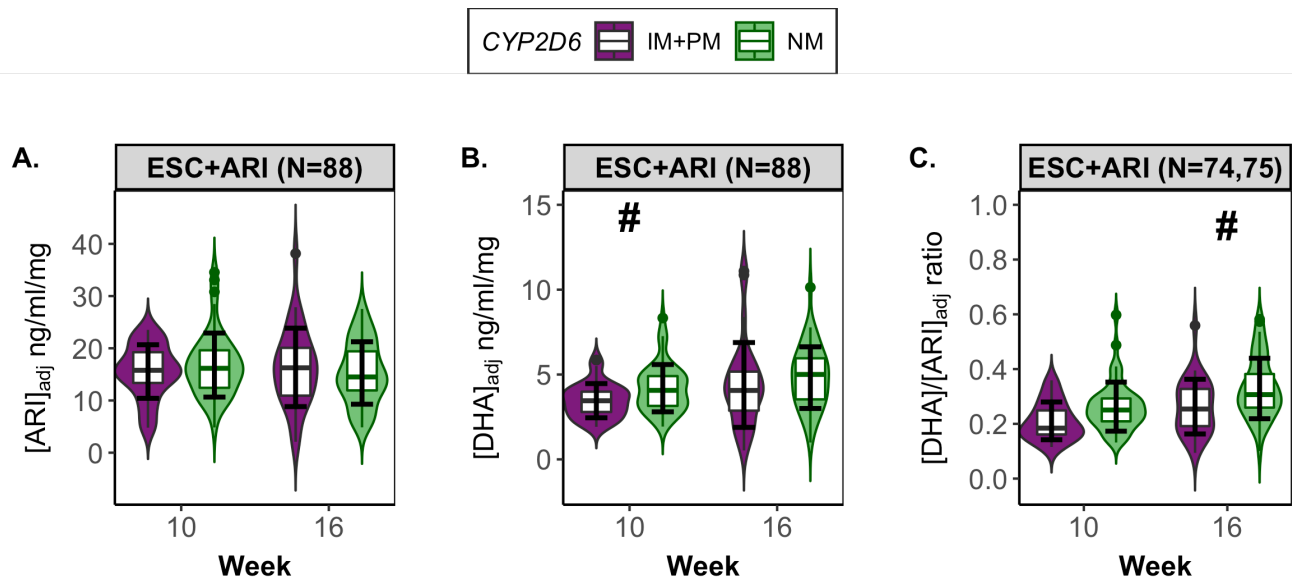 CYP2D6 IM+PM NM
A.
ESC+ARI (N=88)
[ARI]adj ng/ml/mg
40
30
20
10
0
10 16
Week
B.
ESC+ARI (N=88)
#
[DHA]adj ng/ml/mg
15
10
5
0
10 16
Week
C.
ESC+ARI (N=74,75)
#
[DHA]/[ARI]adj ratio
1.0
0.8
0.6
0.4
0.2
0.0
10 16
Week